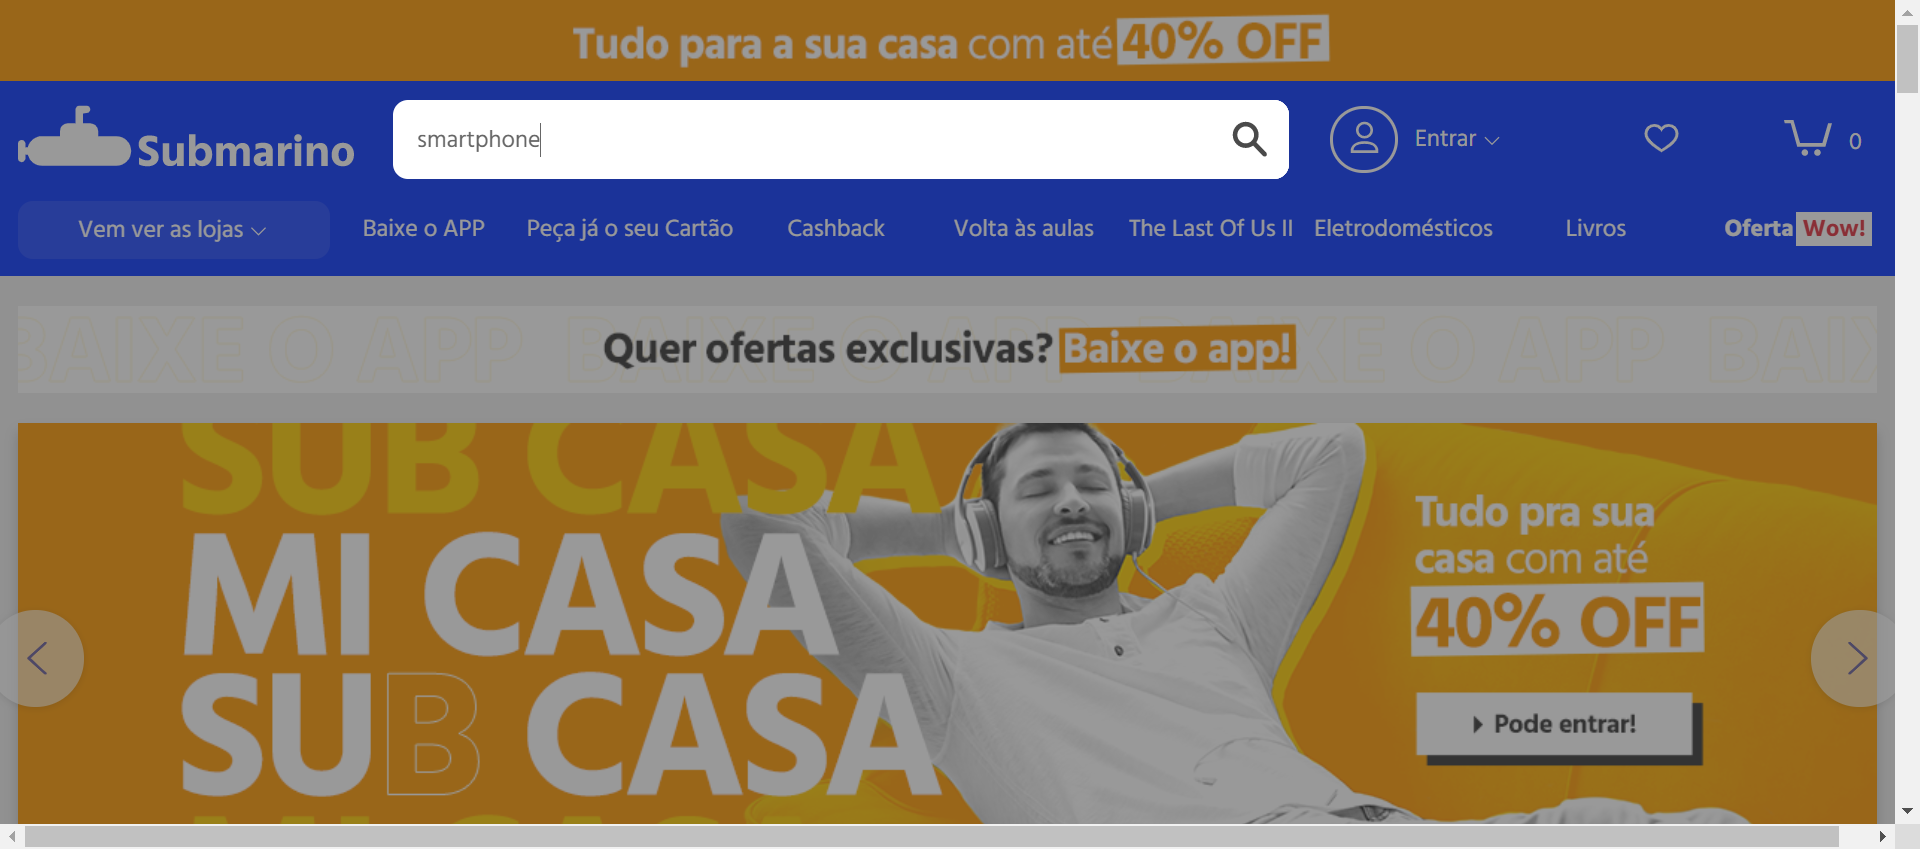 Tudo para a sua casa com até 40% OFF
Submarino
smartphone
Entrar
0
Vem ver as lojas
Baixe o APP
Peça já o seu Cartão
Cashback
Volta às aulas
The Last Of Us II
Eletrodomésticos
Livros
Oferta Wow!
BAIXE O APP BAIXE O APP BAIXE O APP BAIX
Quer ofertas exclusivas? Baixe o app!
SUB CASA
MI CASA
SUB CASA
MI CASA
Tudo pra sua
casa com até
40% OFF
Pode entrar!